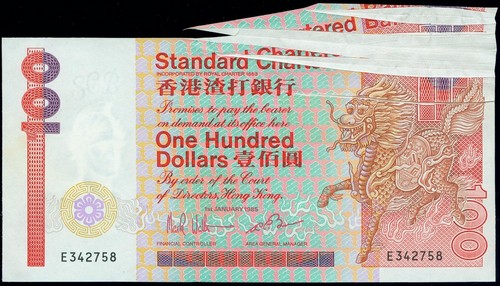 Standard Charter
INCORPORATED BY ROYAL CHARTER 1853
香港渣打銀行
Promises to pay the bearer
on demand at its office here
One Hundred
Dollars 壹佰圓
By order of the Court
of Directors, Hong Kong.
1st JANUARY 1985
FINANCIAL CONTROLLER AREA GENERAL MANAGER
E342758 E342758
100
100